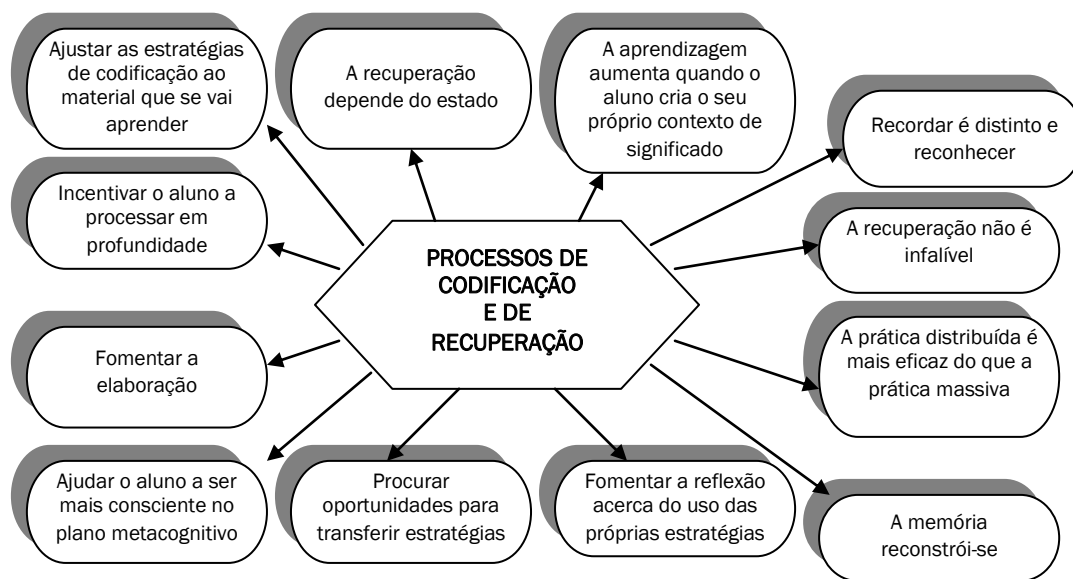 Ajustar as estratégias
de codificação ao
material que se vai
aprender
A recuperação
depende do estado
A aprendizagem
aumenta quando o
aluno cria o seu
próprio contexto de
significado
Recordar é distinto e
reconhecer
Incentivar o aluno a
processar em
profundidade
PROCESSOS DE
CODIFICAÇÃO
E DE
RECUPERAÇÃO
A recuperação não é
infalível
Fomentar a
elaboração
A prática distribuída é
mais eficaz do que a
prática massiva
Ajudar o aluno a ser
mais consciente no
plano metacognitivo
Procurar
oportunidades para
transferir estratégias
Fomentar a reflexão
acerca do uso das
próprias estratégias
A memória
reconstrói-se